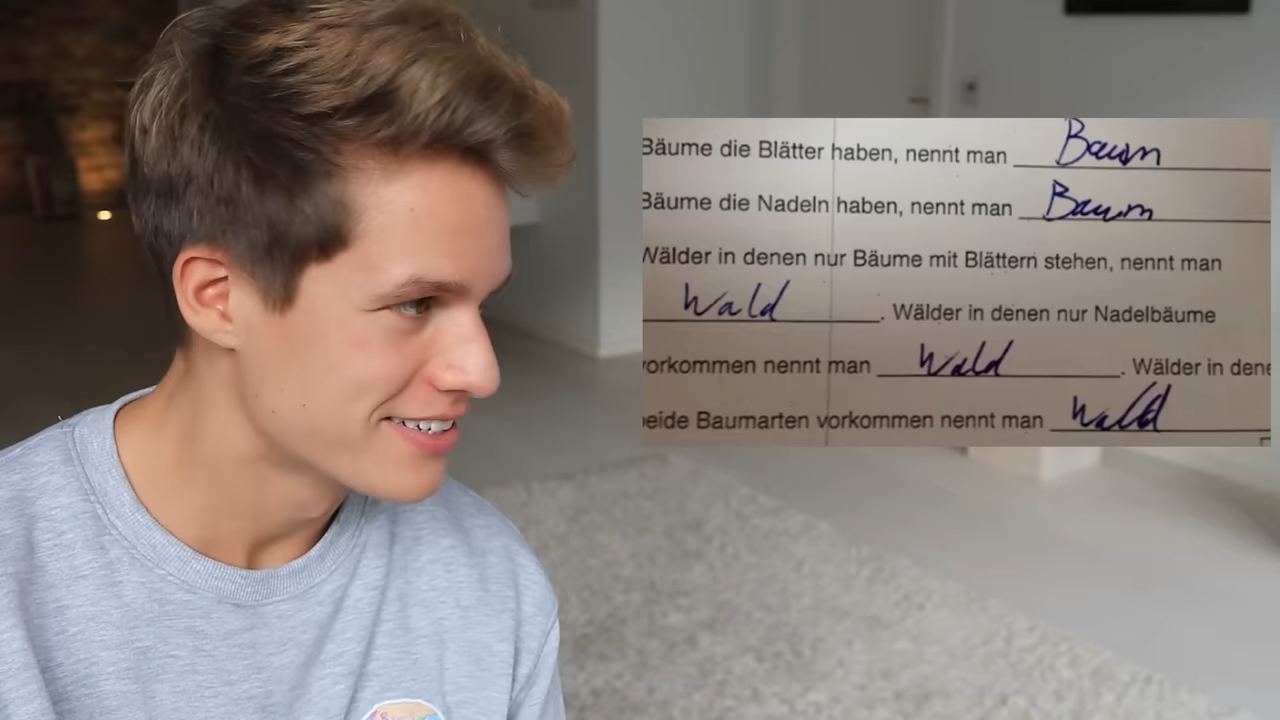 Bäume die Blätter haben, nennt man Baum
Bäume die Nadeln haben, nennt man Baum
Wälder in denen nur Bäume mit Blättern stehen, nennt man
Wald. Wälder in denen nur Nadelbäume
vorkommen nennt man Wald. Wälder in dene
beide Baumarten vorkommen nennt man Wald